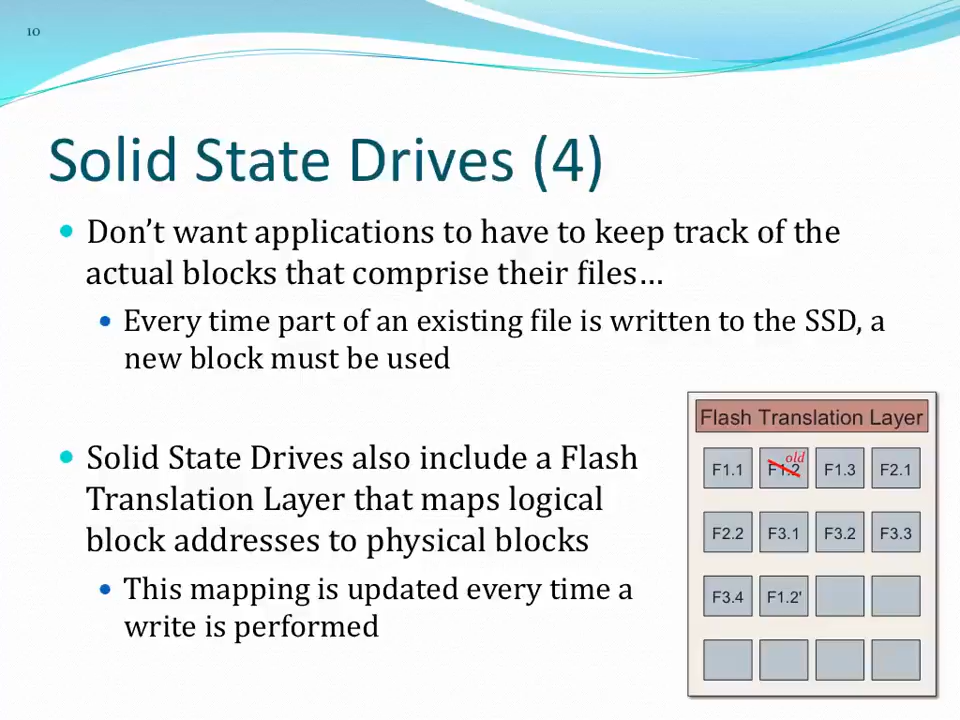 10
Solid State Drives (4)
Don’t want applications to have to keep track of the
actual blocks that comprise their files…
Every time part of an existing file is written to the SSD, a
new block must be used
Solid State Drives also include a Flash
Translation Layer that maps logical
block addresses to physical blocks
This mapping is updated every time a
write is performed
Flash Translation Layer
old
F1.1 F1.2 F1.3 F2.1
F2.2 F3.1 F3.2 F3.3
F3.4 F1.2'